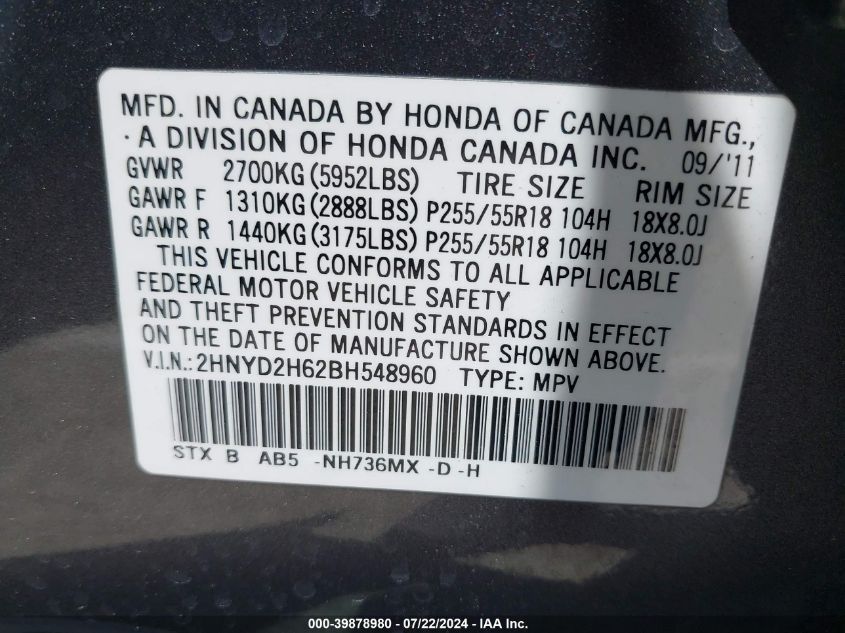 MFD. IN CANADA BY HONDA OF CANADA MFG.,
· A DIVISION OF HONDA CANADA INC. 09/'11
GVWR 2700KG (5952LBS) TIRE SIZE RIM SIZE
GAWR F 1310KG (2888LBS) P255/55R18 104H 18X8.0J
GAWR R 1440KG (3175LBS) P255/55R18 104H 18X8.0J
THIS VEHICLE CONFORMS TO ALL APPLICABLE
FEDERAL MOTOR VEHICLE SAFETY
AND THEFT PREVENTION STANDARDS IN EFFECT
ON THE DATE OF MANUFACTURE SHOWN ABOVE.
V.I.N.: 2HNYD2H62BH548960 TYPE: MPV
STX B AB5 -NH736MX -D -H
000-39878980 - 07/22/2024 - IAA Inc.